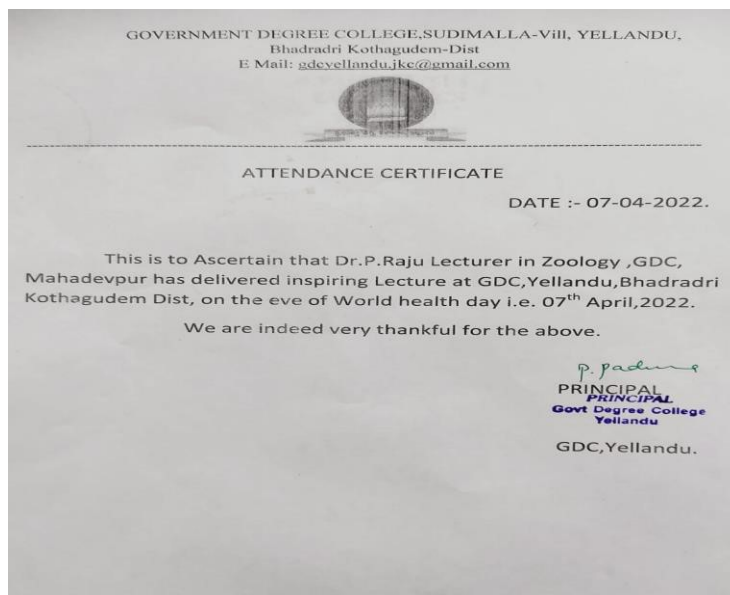 GOVERNMENT DEGREE COLLEGE,SUDIMALLA-Vill, YELLANDU,
Bhadradri Kothagudem-Dist
E Mail: gdcyellandu.jkc@gmail.com
ATTENDANCE CERTIFICATE
DATE :- 07-04-2022.
This is to Ascertain that Dr.P.Raju Lecturer in Zoology ,GDC,
Mahadevpur has delivered inspiring Lecture at GDC,Yellandu,Bhadradri
Kothagudem Dist, on the eve of World health day i.e. 07th April,2022.
We are indeed very thankful for the above.
PRINCIPAL
PRINCIPAL
Govt Degree College
Yellandu
GDC,Yellandu.